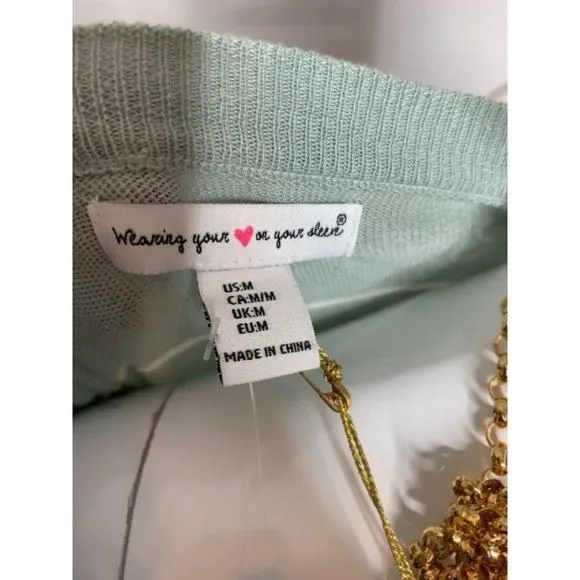 Wearing your ❤ on your sleeve®
US:M
CA:M/M
UK:M
EU:M
MADE IN CHINA